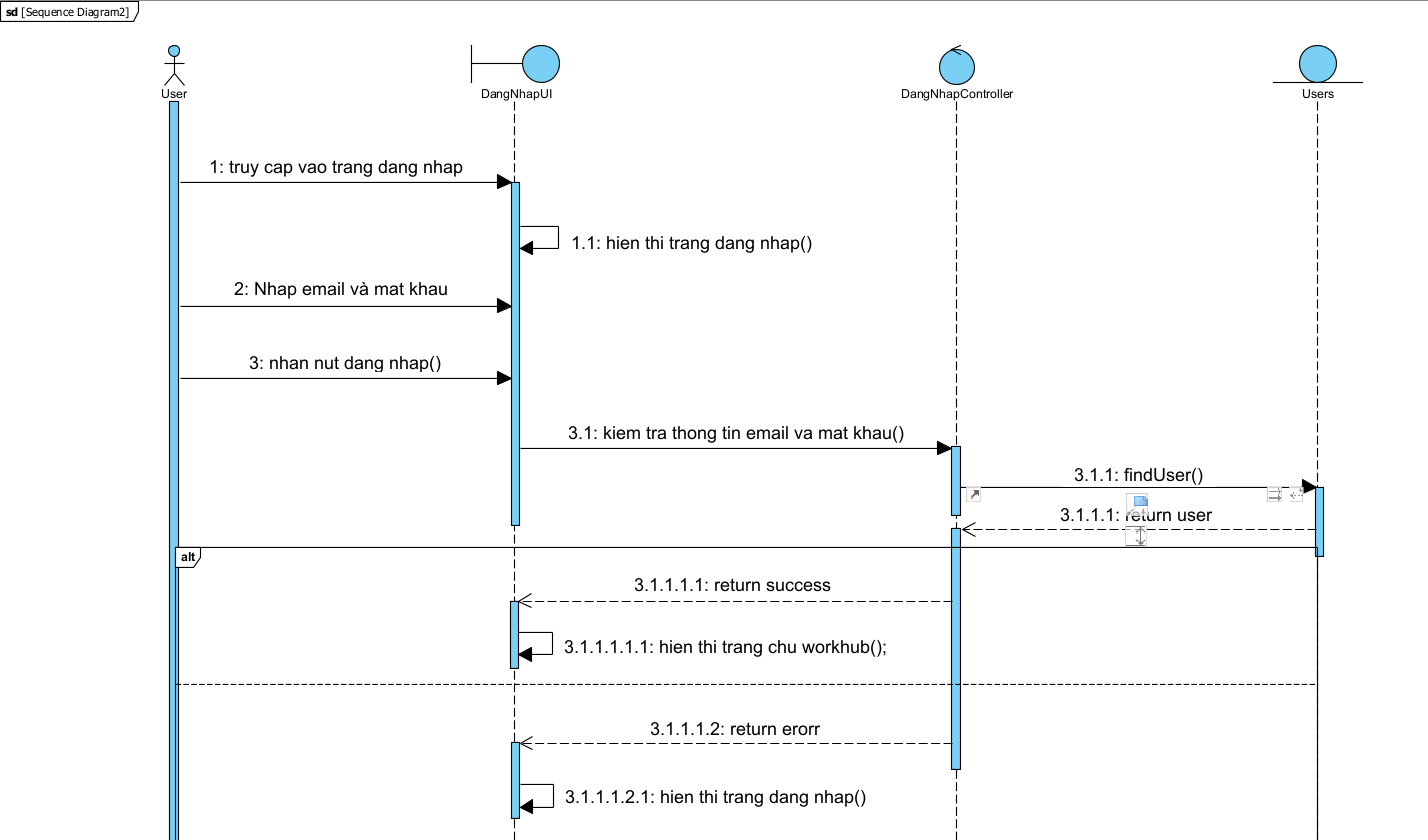 sd [Sequence Diagram2]
User
DangNhapUI
DangNhapController
Users
1: truy cap vao trang dang nhap
1.1: hien thi trang dang nhap()
2: Nhap email và mat khau
3: nhan nut dang nhap()
3.1: kiem tra thong tin email va mat khau()
3.1.1: findUser()
3.1.1.1: return user
alt
3.1.1.1.1: return success
3.1.1.1.1.1: hien thi trang chu workhub();
3.1.1.1.2: return erorr
3.1.1.1.2.1: hien thi trang dang nhap()